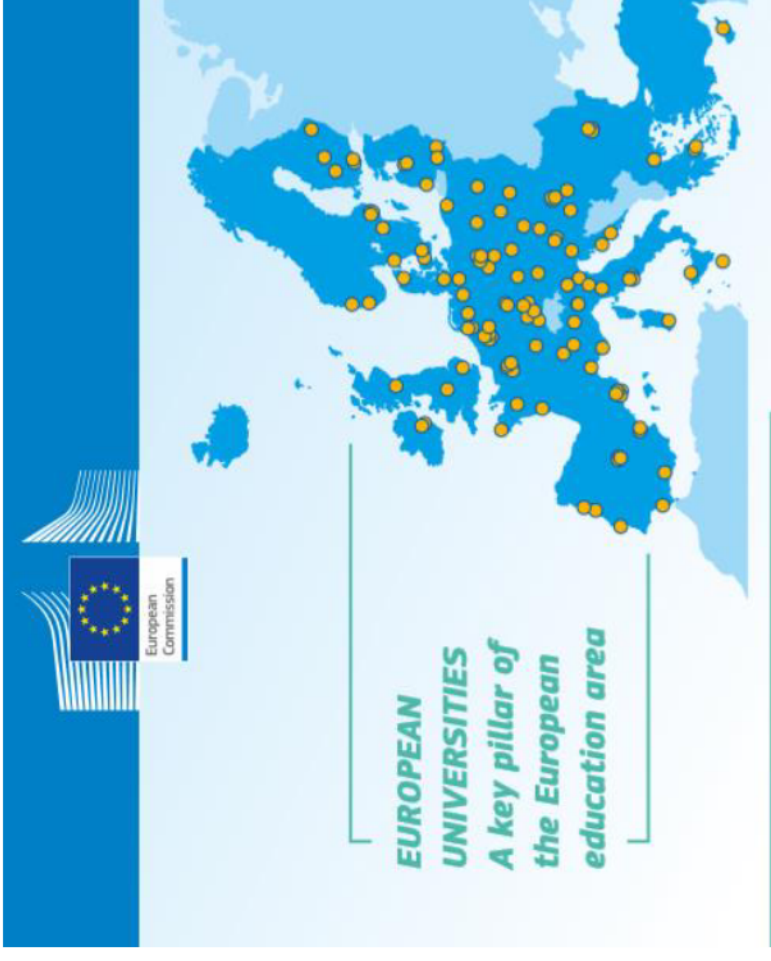 European
Commission
EUROPEAN
UNIVERSITIES
A key pillar of
the European
education area